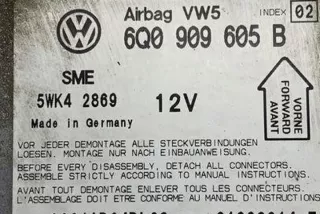 Airbag VW5 INDEX 02
6Q0 909 605 B
SME
5WK4 2869 12V
Made in Germany
VORNE
FORWARD
AVANT
VOR JEDER DEMONTAGE ALLE STECKVERBINDUNGEN
LOESEN. MONTAGE NUR NACH EINBAUANWEISUNG.
BEFORE EVERY DISASSEMBLY, DETACH ALL CONNECTORS.
ASSEMBLE STRICTLY ACCORDING TO MANUAL INSTRUCTIONS.
AVANT TOUT DEMONTAGE ENLEVER TOUS LES CONNECTEURS.
L'ASSEMBLAGE DOIT ETRE CONFORME AU MANUEL D'INSTRUCTIONS